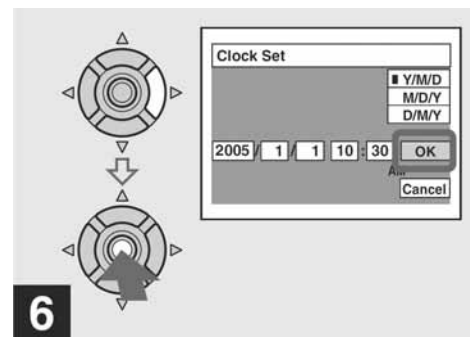 Clock Set
Y/M/D
M/D/Y
D/M/Y
2005 / 1 / 1 10 : 30 OK
AM
Cancel
6